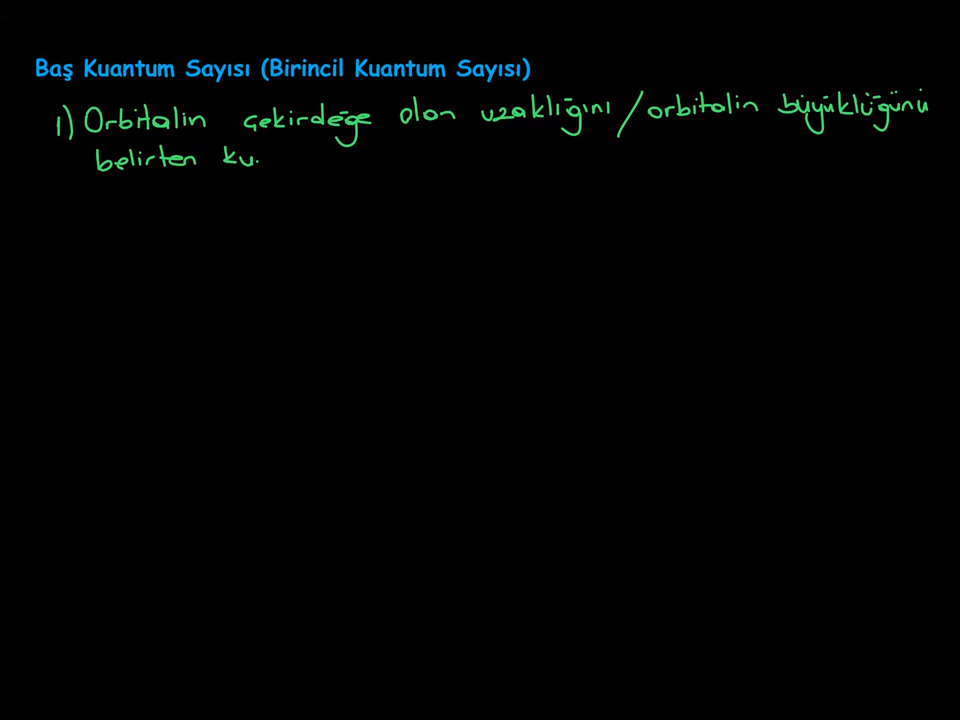 Baş Kuantum Sayısı (Birincil Kuantum Sayısı)
1) Orbitalin çekirdeğe olan uzaklığını / orbitalin büyüklüğünü
belirten ku.